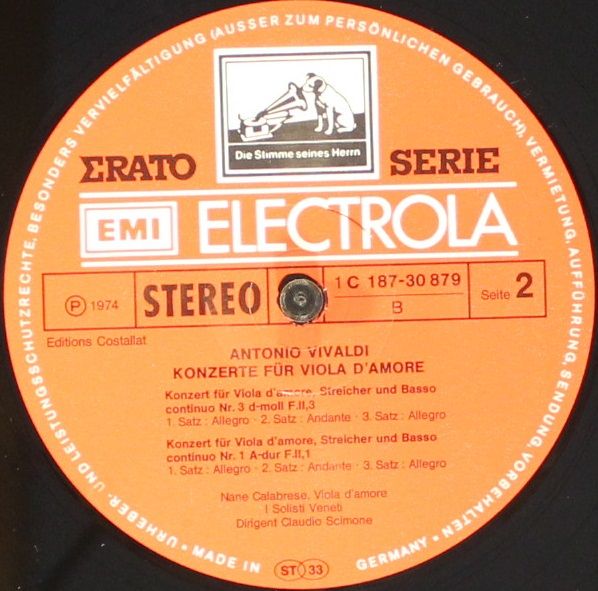 URHEBER- UND LEISTUNGSSCHUTZRECHTE, BESONDERS VERVIELFÄLTIGUNG (AUSSER ZUM PERSÖNLICHEN GEBRAUCH), VERMIETUNG, AUFFÜHRUNG, SENDUNG, VORBEHALTEN • MADE IN GERMANY •
Die Stimme seines Herrn
ΣRATO SERIE
EMI ELECTROLA
Ⓟ 1974 STEREO 1 C 187-30 879 Seite 2
B
Editions Costallat
ANTONIO VIVALDI
KONZERTE FÜR VIOLA D'AMORE
Konzert für Viola d'amore, Streicher und Basso
continuo Nr. 3 d-moll F.II,3
1. Satz : Allegro · 2. Satz : Andante · 3. Satz : Allegro
Konzert für Viola d'amore, Streicher und Basso
continuo Nr. 1 A-dur F.II,1
1. Satz : Allegro · 2. Satz : Andante · 3. Satz : Allegro
Nane Calabrese, Viola d'amore
I Solisti Veneti
Dirigent Claudio Scimone
ST 33